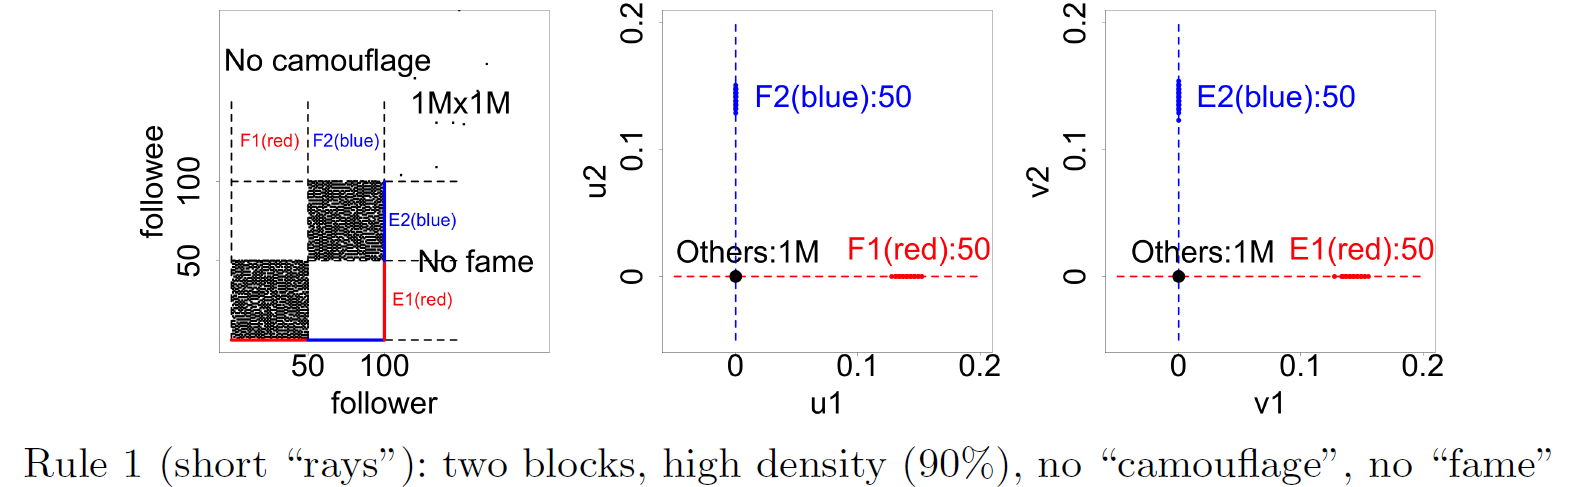 No camouflage
1Mx1M
F1(red) F2(blue)
followee
100
50
E2(blue)
No fame
E1(red)
50 100
follower
0.2
0.1
0
u2
F2(blue):50
Others:1M
F1(red):50
0 0.1 0.2
u1
0.2
0.1
0
v2
E2(blue):50
Others:1M
E1(red):50
0 0.1 0.2
v1
Rule 1 (short “rays”): two blocks, high density (90%), no “camouflage”, no “fame”